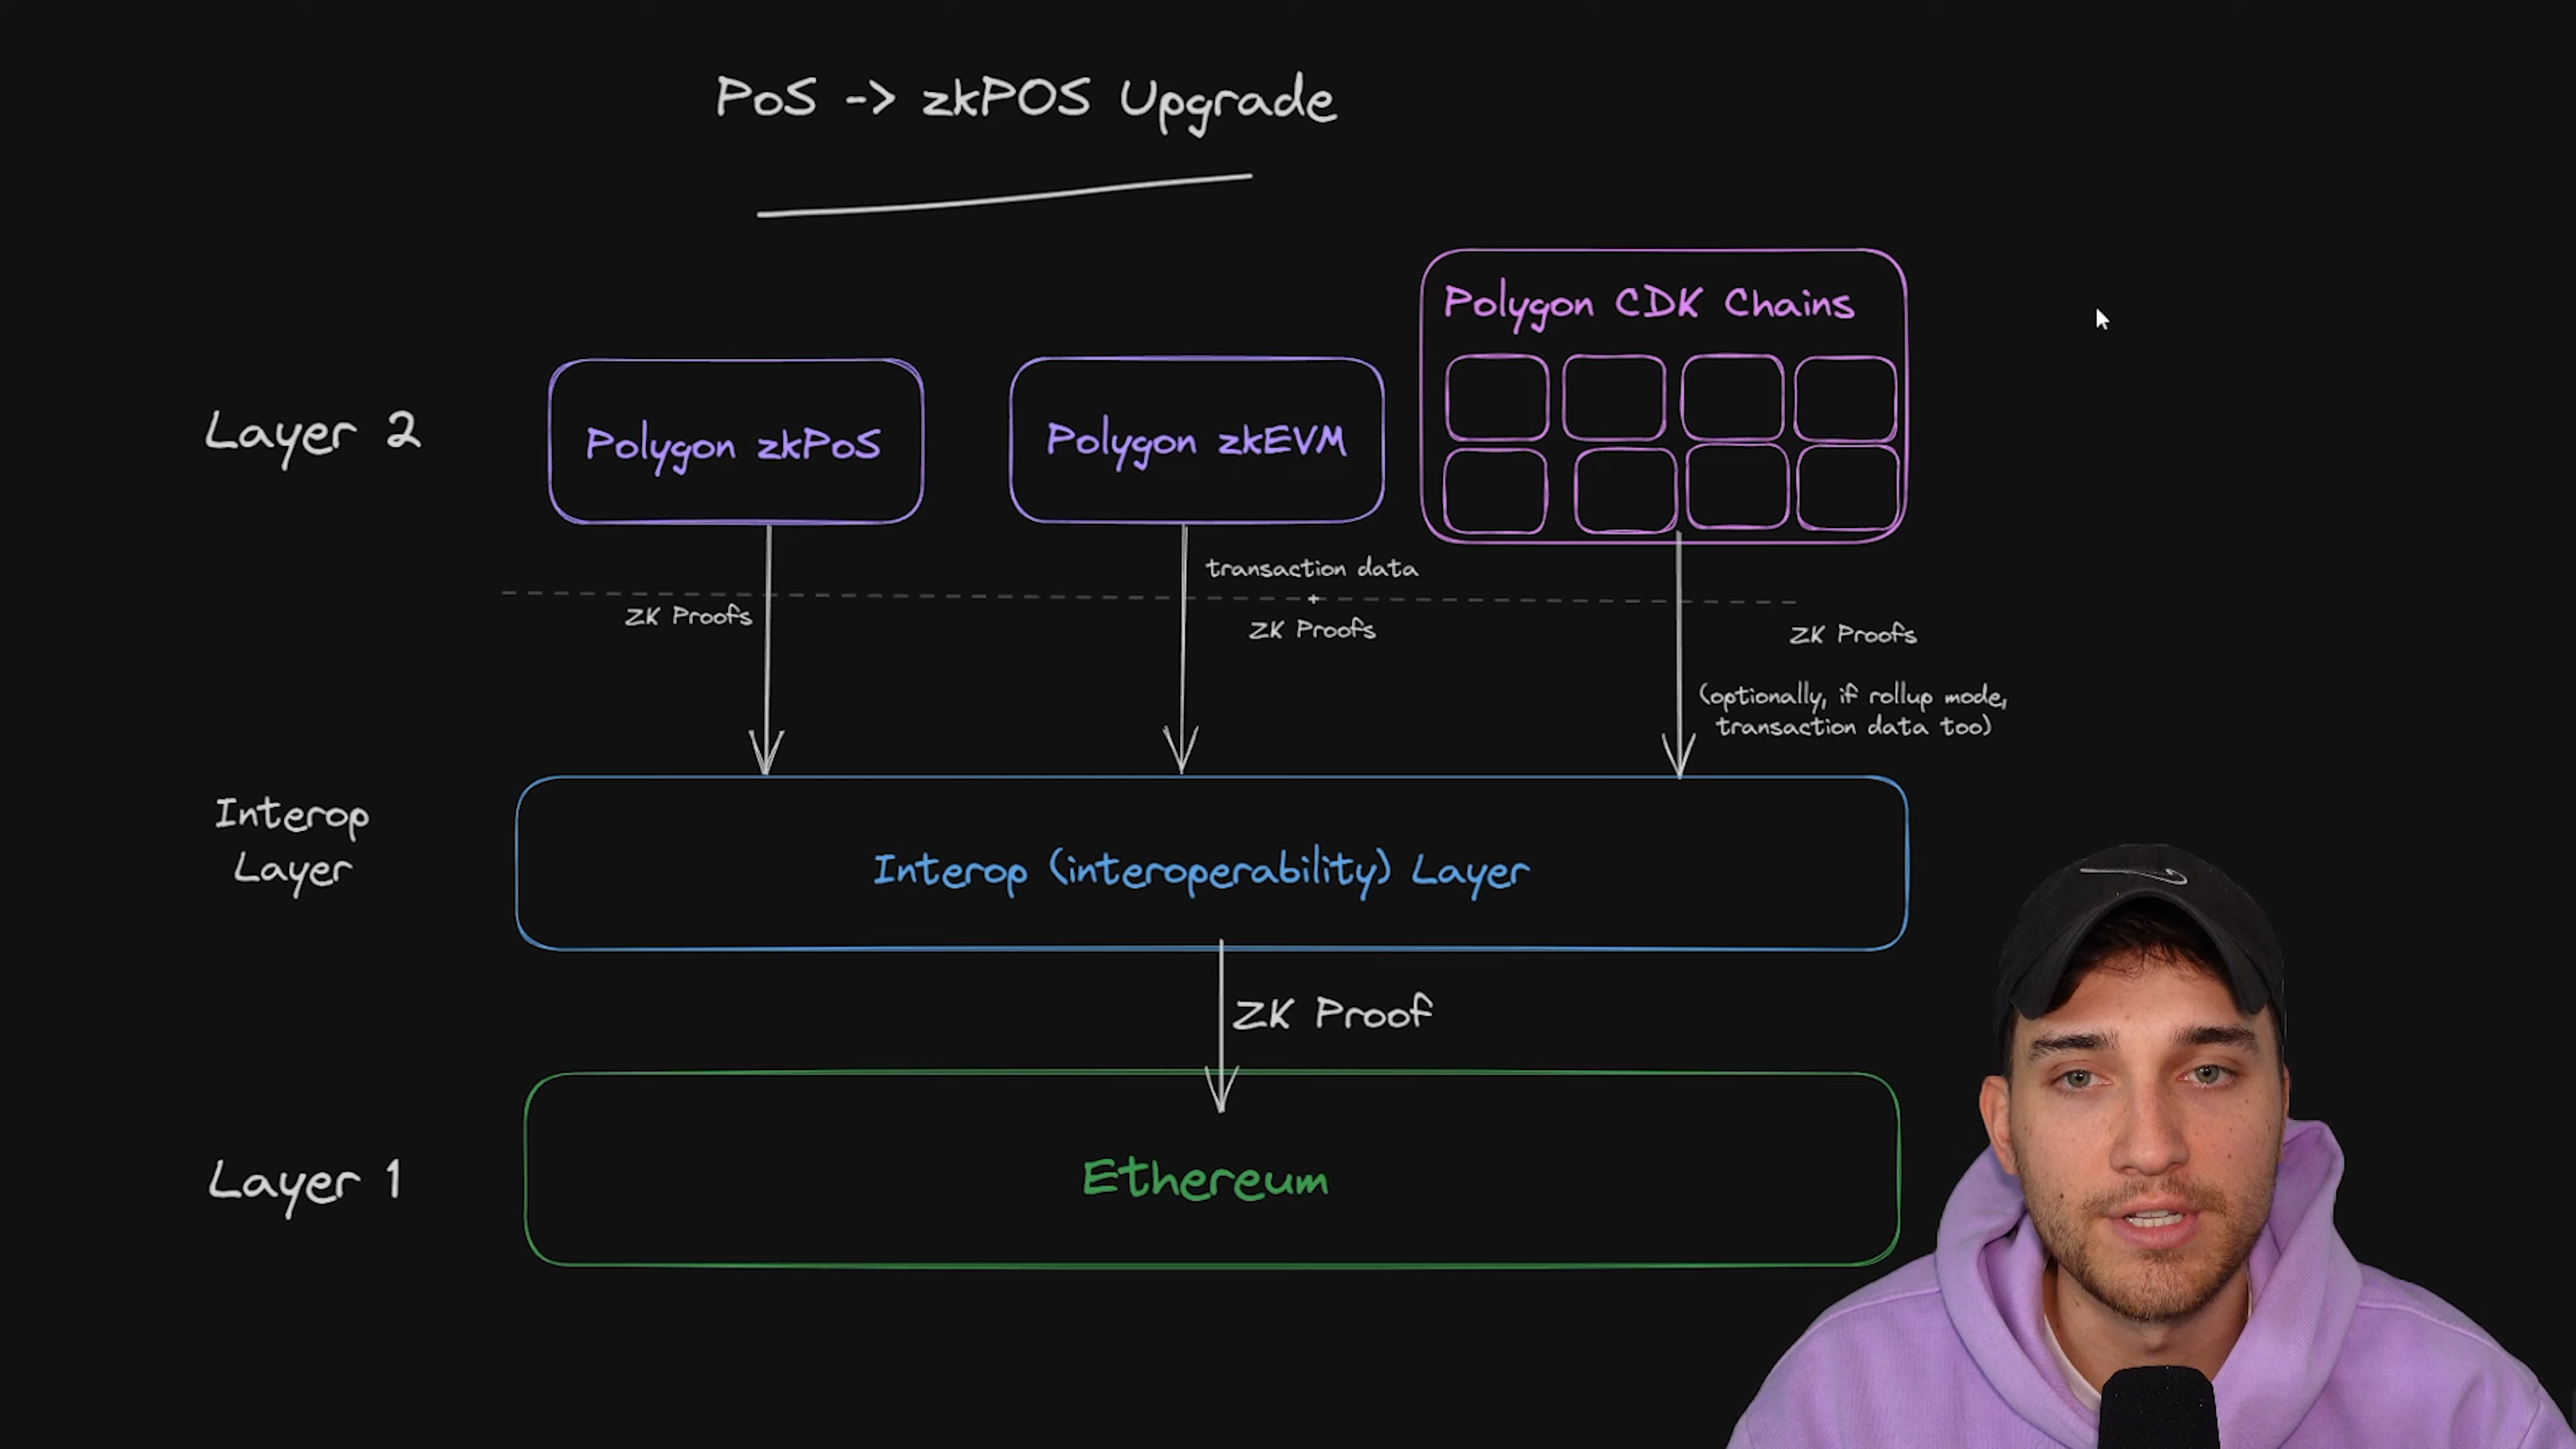 PoS -> zkPOS Upgrade
Polygon CDK Chains
Layer 2
Polygon zkPoS
Polygon zkEVM
transaction data
+
ZK Proofs
ZK Proofs
ZK Proofs
(optionally, if rollup mode,
transaction data too)
Interop
Layer
Interop (interoperability) Layer
ZK Proof
Layer 1
Ethereum